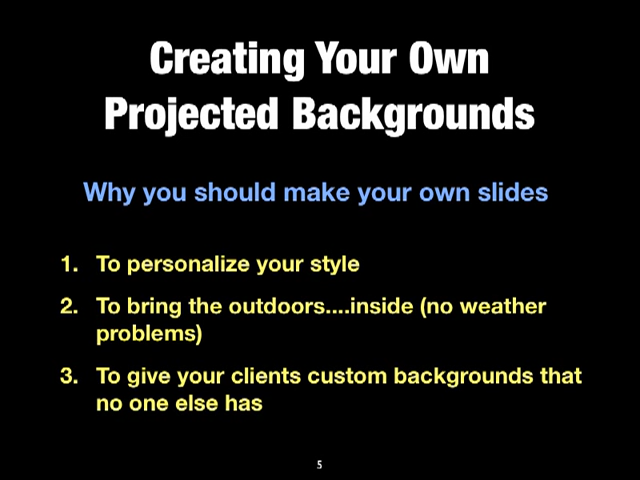 Creating Your Own
Projected Backgrounds
Why you should make your own slides
1. To personalize your style
2. To bring the outdoors....inside (no weather
problems)
3. To give your clients custom backgrounds that
no one else has
5